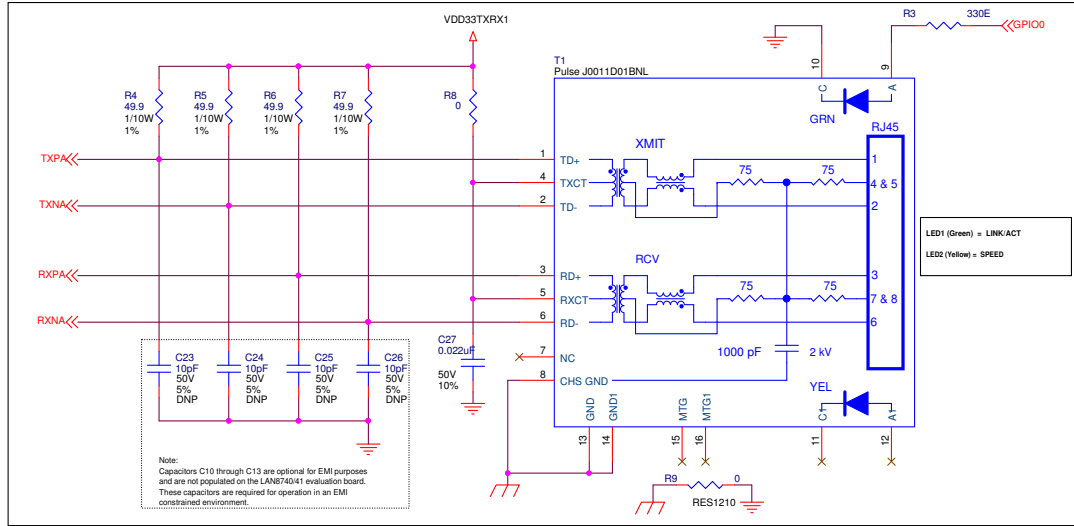 VDD33TXRX1
R3 330E
GPIO0
T1
Pulse J0011D01BNL
10
9
C
A
GRN
RJ45
R4
49.9
1/10W
1%
R5
49.9
1/10W
1%
R6
49.9
1/10W
1%
R7
49.9
1/10W
1%
R8
0
XMIT
TXPA
1
TD+
75
75
1
4
TXCT
4 & 5
TXNA
2
TD-
2
LED1 (Green) = LINK/ACT
LED2 (Yellow) = SPEED
RCV
RXPA
3
RD+
75
75
3
5
RXCT
7 & 8
RXNA
6
RD-
6
C27
0.022uF
50V
10%
7
NC
1000 pF
2 kV
8
CHS GND
C23
10pF
50V
5%
DNP
C24
10pF
50V
5%
DNP
C25
10pF
50V
5%
DNP
C26
10pF
50V
5%
DNP
YEL
GND
GND1
MTG
MTG1
C1
A1
13
14
15
16
11
12
Note:
Capacitors C10 through C13 are optional for EMI purposes
and are not populated on the LAN8740/41 evaluation board.
These capacitors are required for operation in an EMI
constrained environment.
R9 0
RES1210